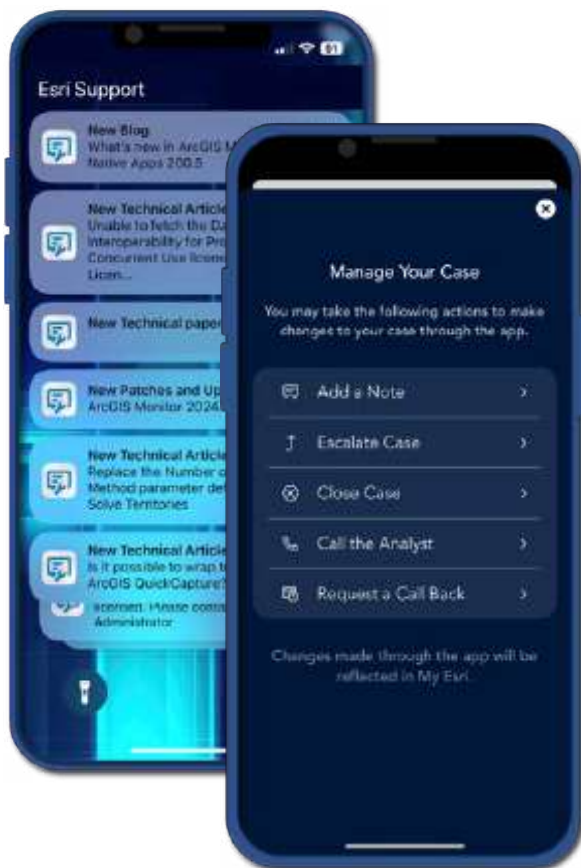 61
Esri Support
New Blog
What's new in ArcGIS M
Native Apps 200.5
New Technical Article
Unable to fetch the Da
Interoperability for Pro
Concurrent Use licens
Licen...
New Technical paper
New Patches and Up
ArcGIS Monitor 2024
New Technical Article
Replace the Number o
Method parameter def
Solve Territories
New Technical Article
Is it possible to wrap t
ArcGIS QuickCapture?
licensed. Please conta
Administrator
Manage Your Case
You may take the following actions to make
changes to your case through the app.
Add a Note
Escalate Case
Close Case
Call the Analyst
Request a Call Back
Changes made through the app will be
reflected in My Esri.